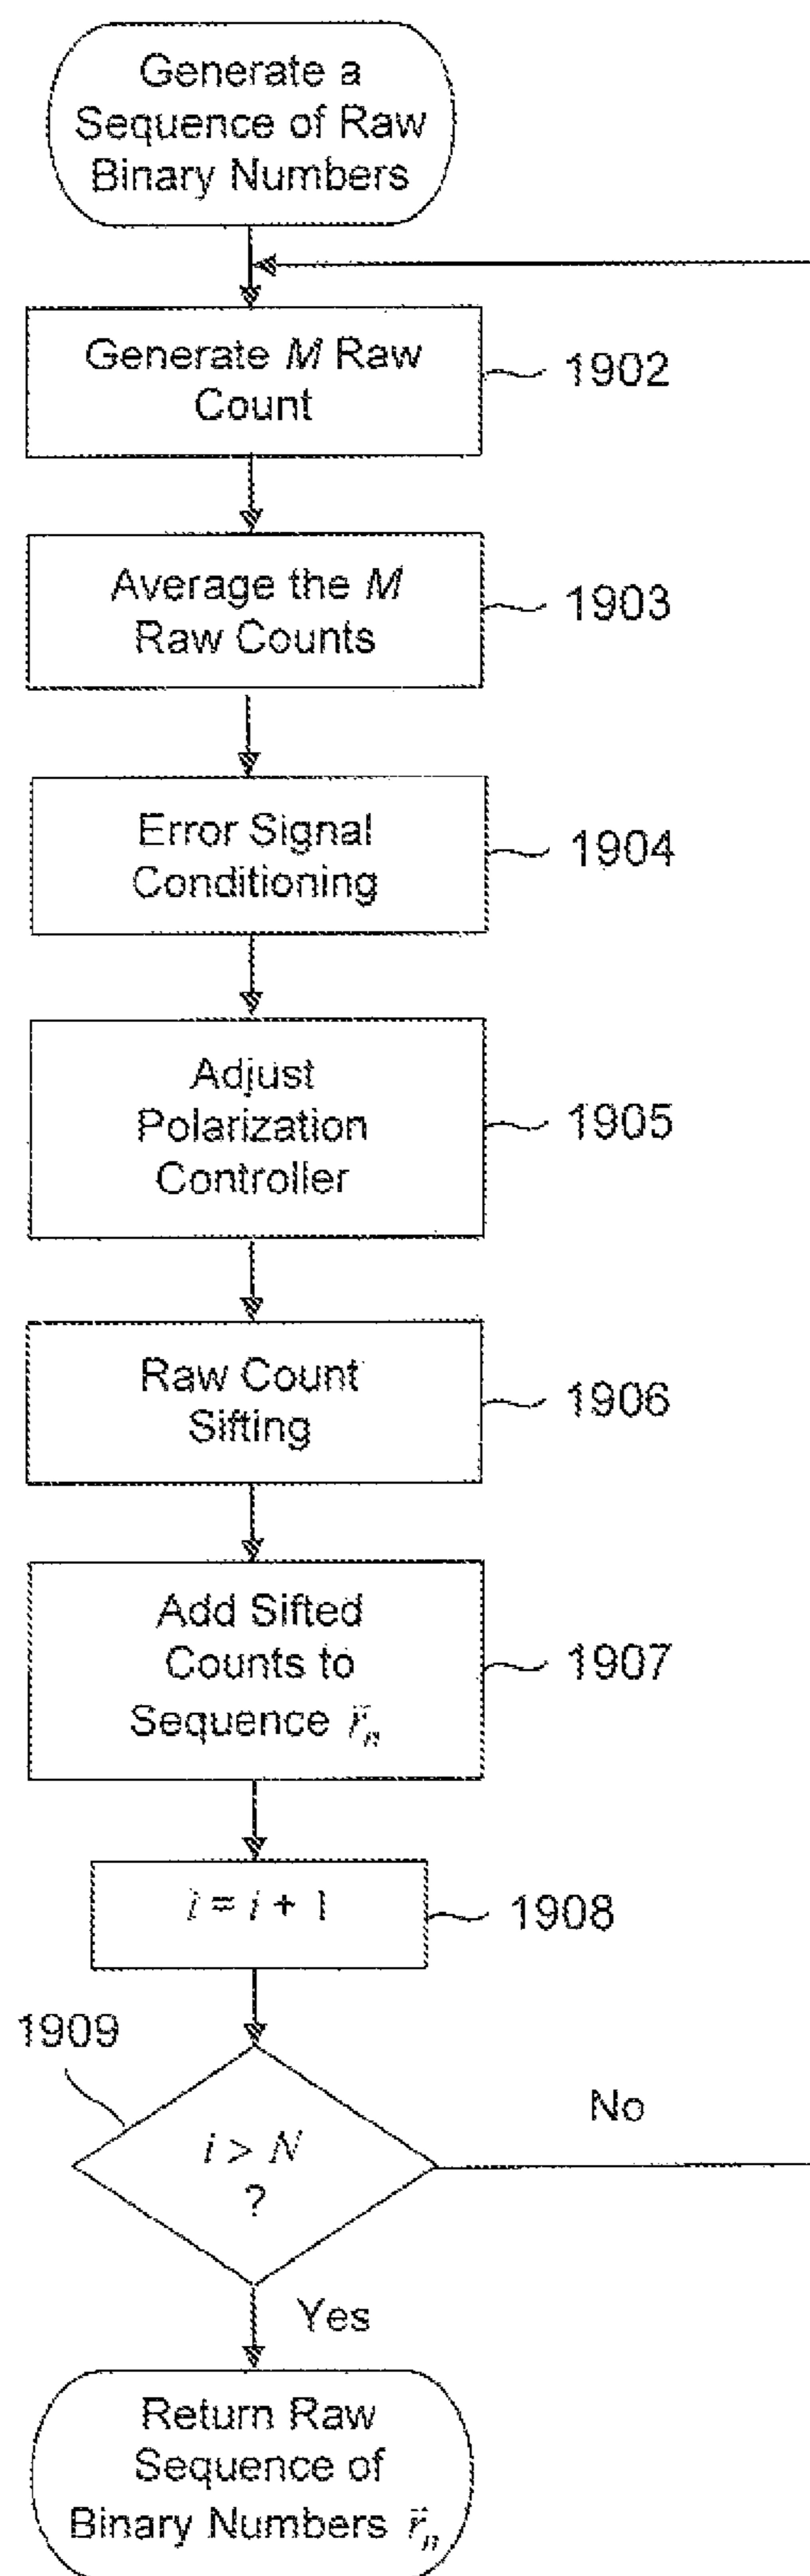 Generate a
Sequence of Raw
Binary Numbers
Generate M Raw
Count
1902
Average the M
Raw Counts
1903
Error Signal
Conditioning
1904
Adjust
Polarization
Controller
1905
Raw Count
Sifting
1906
Add Sifted
Counts to
Sequence r̈ₙ
1907
i = i + 1
1908
1909
i > N
?
No
Yes
Return Raw
Sequence of
Binary Numbers r̈ₙ